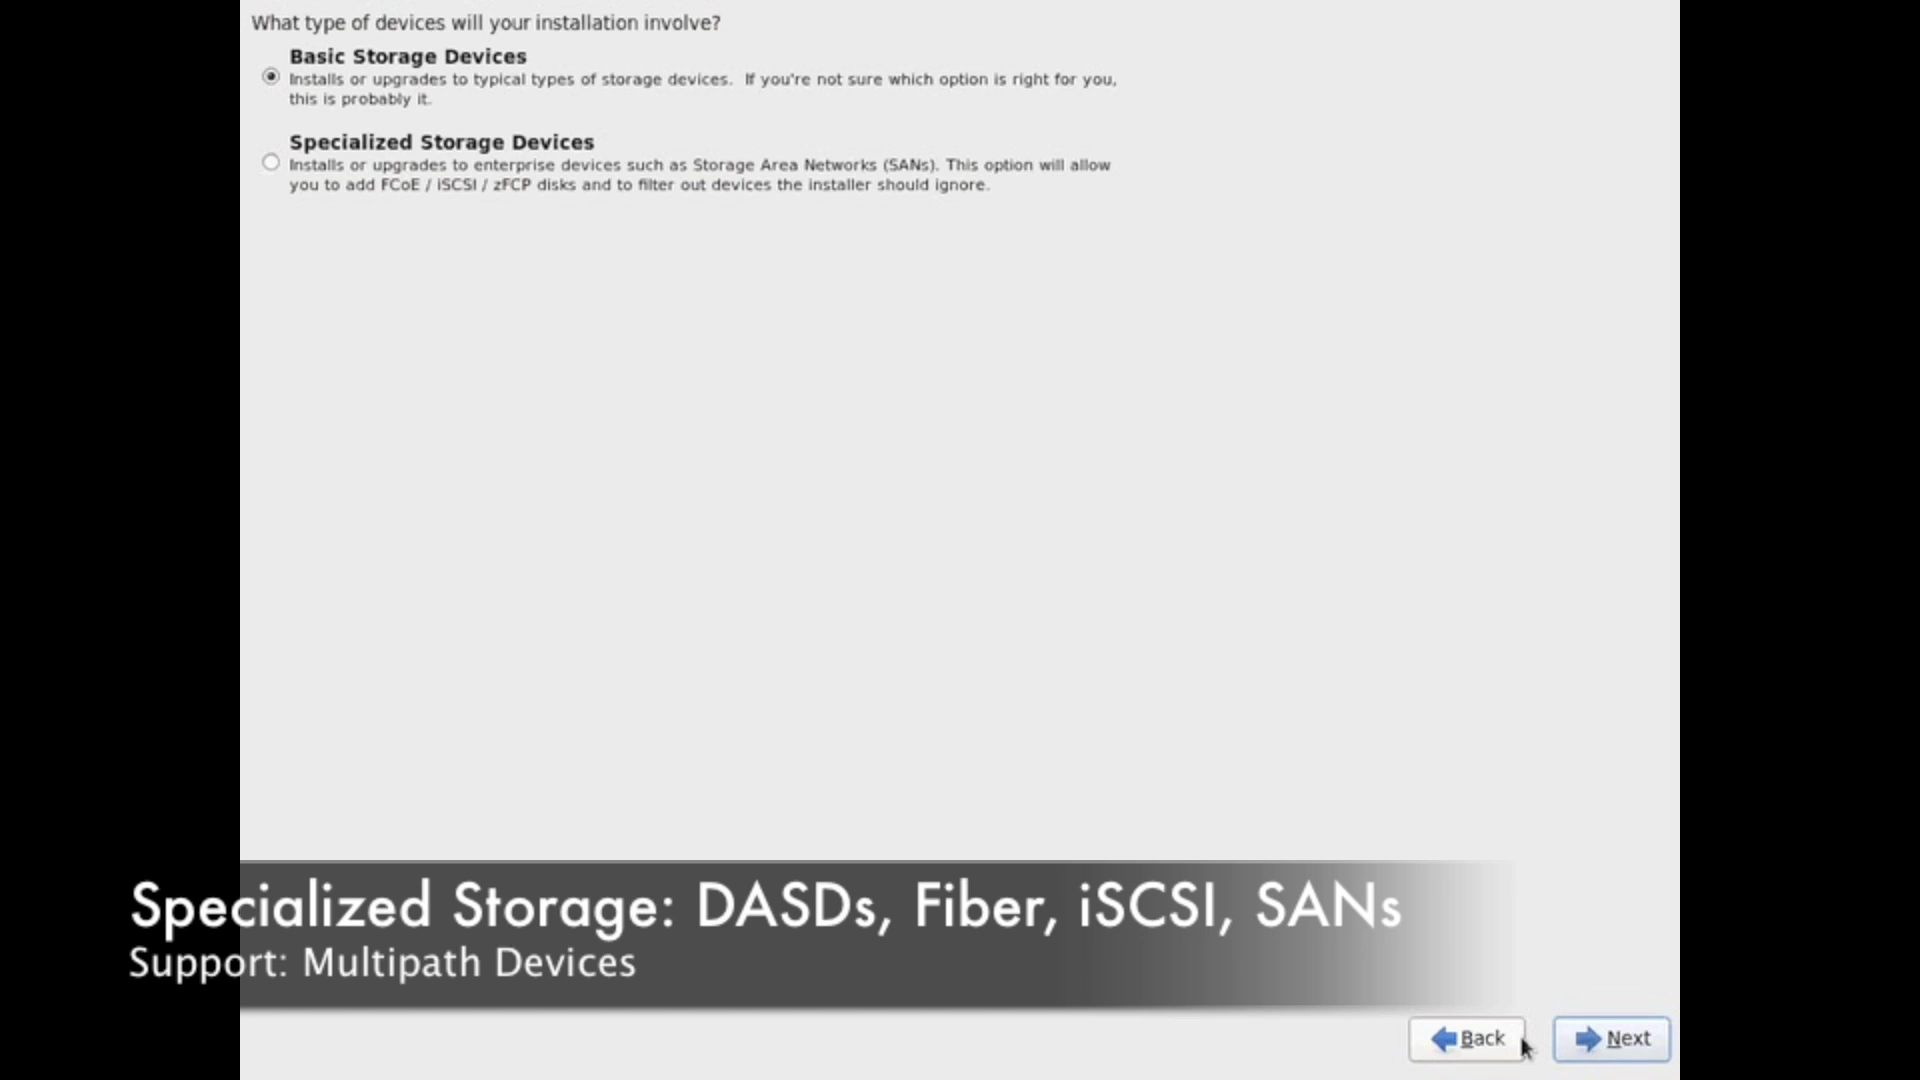 What type of devices will your installation involve?
Basic Storage Devices
Installs or upgrades to typical types of storage devices.  If you're not sure which option is right for you,
this is probably it.
Specialized Storage Devices
Installs or upgrades to enterprise devices such as Storage Area Networks (SANs). This option will allow
you to add FCoE / iSCSI / zFCP disks and to filter out devices the installer should ignore.
Specialized Storage: DASDs, Fiber, iSCSI, SANs
Support: Multipath Devices
Back
Next